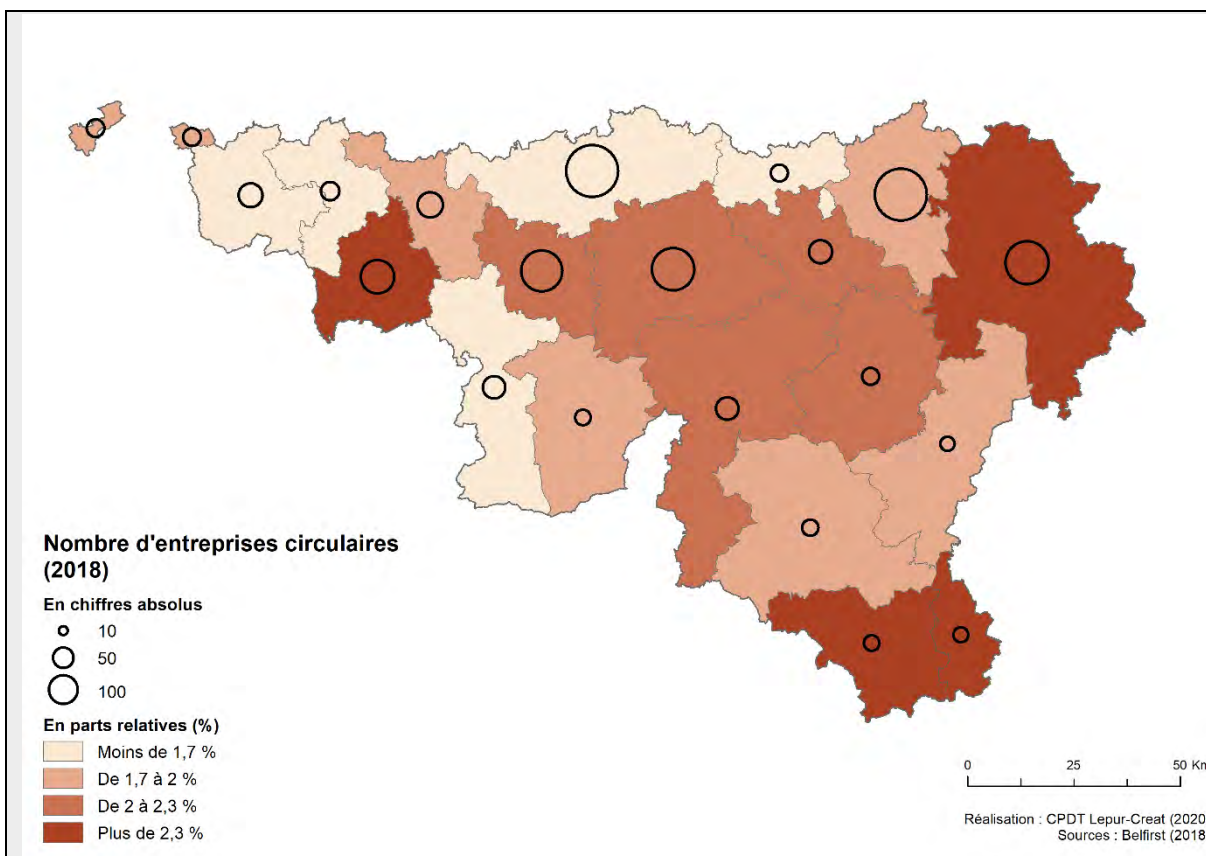 Nombre d'entreprises circulaires
(2018)
En chiffres absolus
10
50
100
En parts relatives (%)
Moins de 1,7 %
De 1,7 à 2 %
De 2 à 2,3 %
Plus de 2,3 %
0 25 50 Km
Réalisation : CPDT Lepur-Creat (2020
Sources : Belfirst (2018